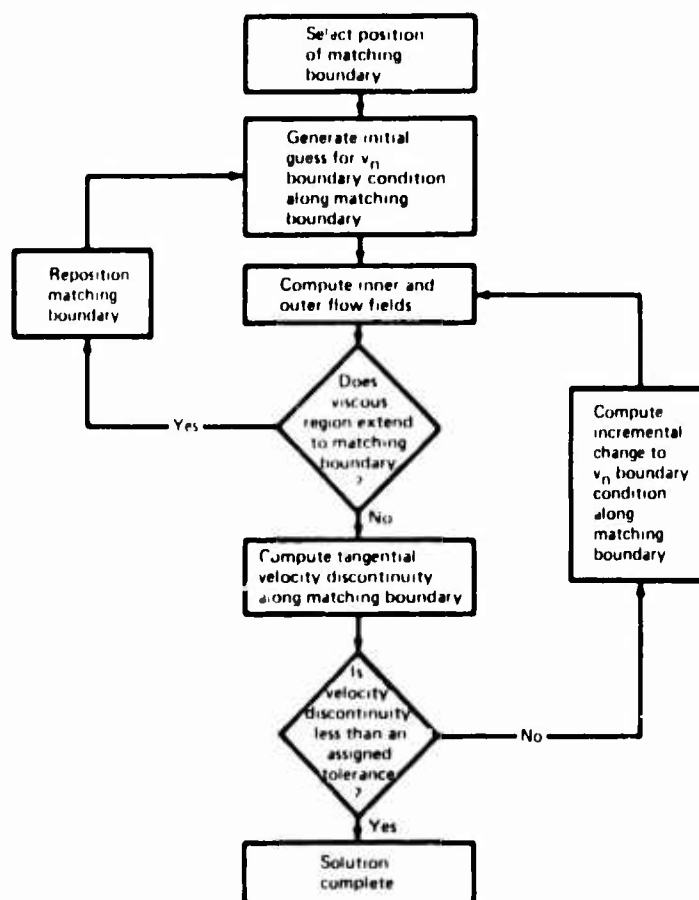 Select position
of matching
boundary
Generate initial
guess for vn
boundary condition
along matching
boundary
Reposition
matching
boundary
Compute inner and
outer flow fields
Does
viscous
region extend
to matching
boundary
?
Yes
No
Compute
incremental
change to
vn boundary
condition
along
matching
boundary
Compute tangential
velocity discontinuity
along matching boundary
Is
velocity
discontinuity
less than an
assigned
tolerance
?
No
Yes
Solution
complete